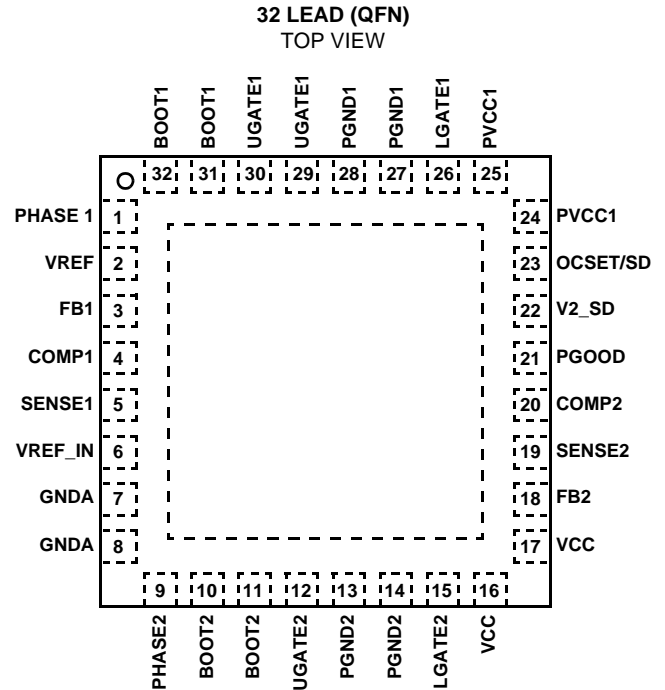 32 LEAD (QFN)
TOP VIEW
BOOT1
BOOT1
UGATE1
UGATE1
PGND1
PGND1
LGATE1
PVCC1
32 31 30 29 28 27 26 25
PHASE 1 1
VREF 2
FB1 3
COMP1 4
SENSE1 5
VREF_IN 6
GNDA 7
GNDA 8
24 PVCC1
23 OCSET/SD
22 V2_SD
21 PGOOD
20 COMP2
19 SENSE2
18 FB2
17 VCC
9 10 11 12 13 14 15 16
PHASE2
BOOT2
BOOT2
UGATE2
PGND2
PGND2
LGATE2
VCC